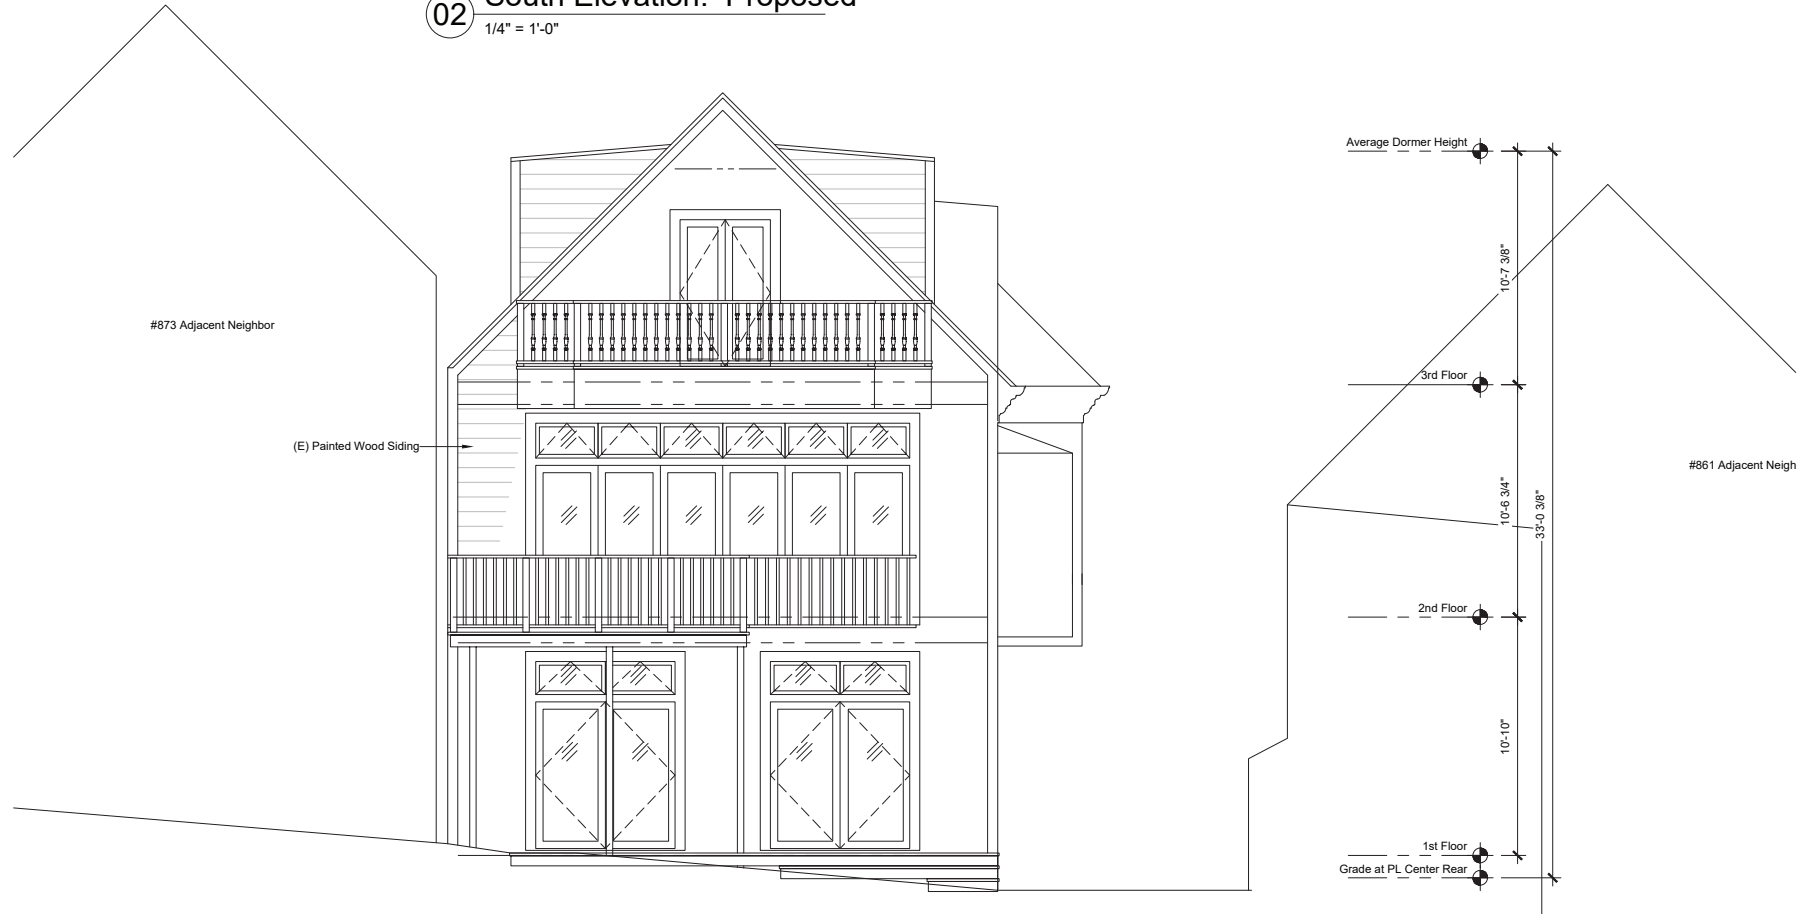 02
South Elevation: Proposed
1/4" = 1'-0"
Average Dormer Height
10'-7 3/8"
#873 Adjacent Neighbor
3rd Floor
(E) Painted Wood Siding
#861 Adjacent Neigh
10'-6 3/4"
33'-0 3/8"
2nd Floor
10'-10"
1st Floor
Grade at PL Center Rear